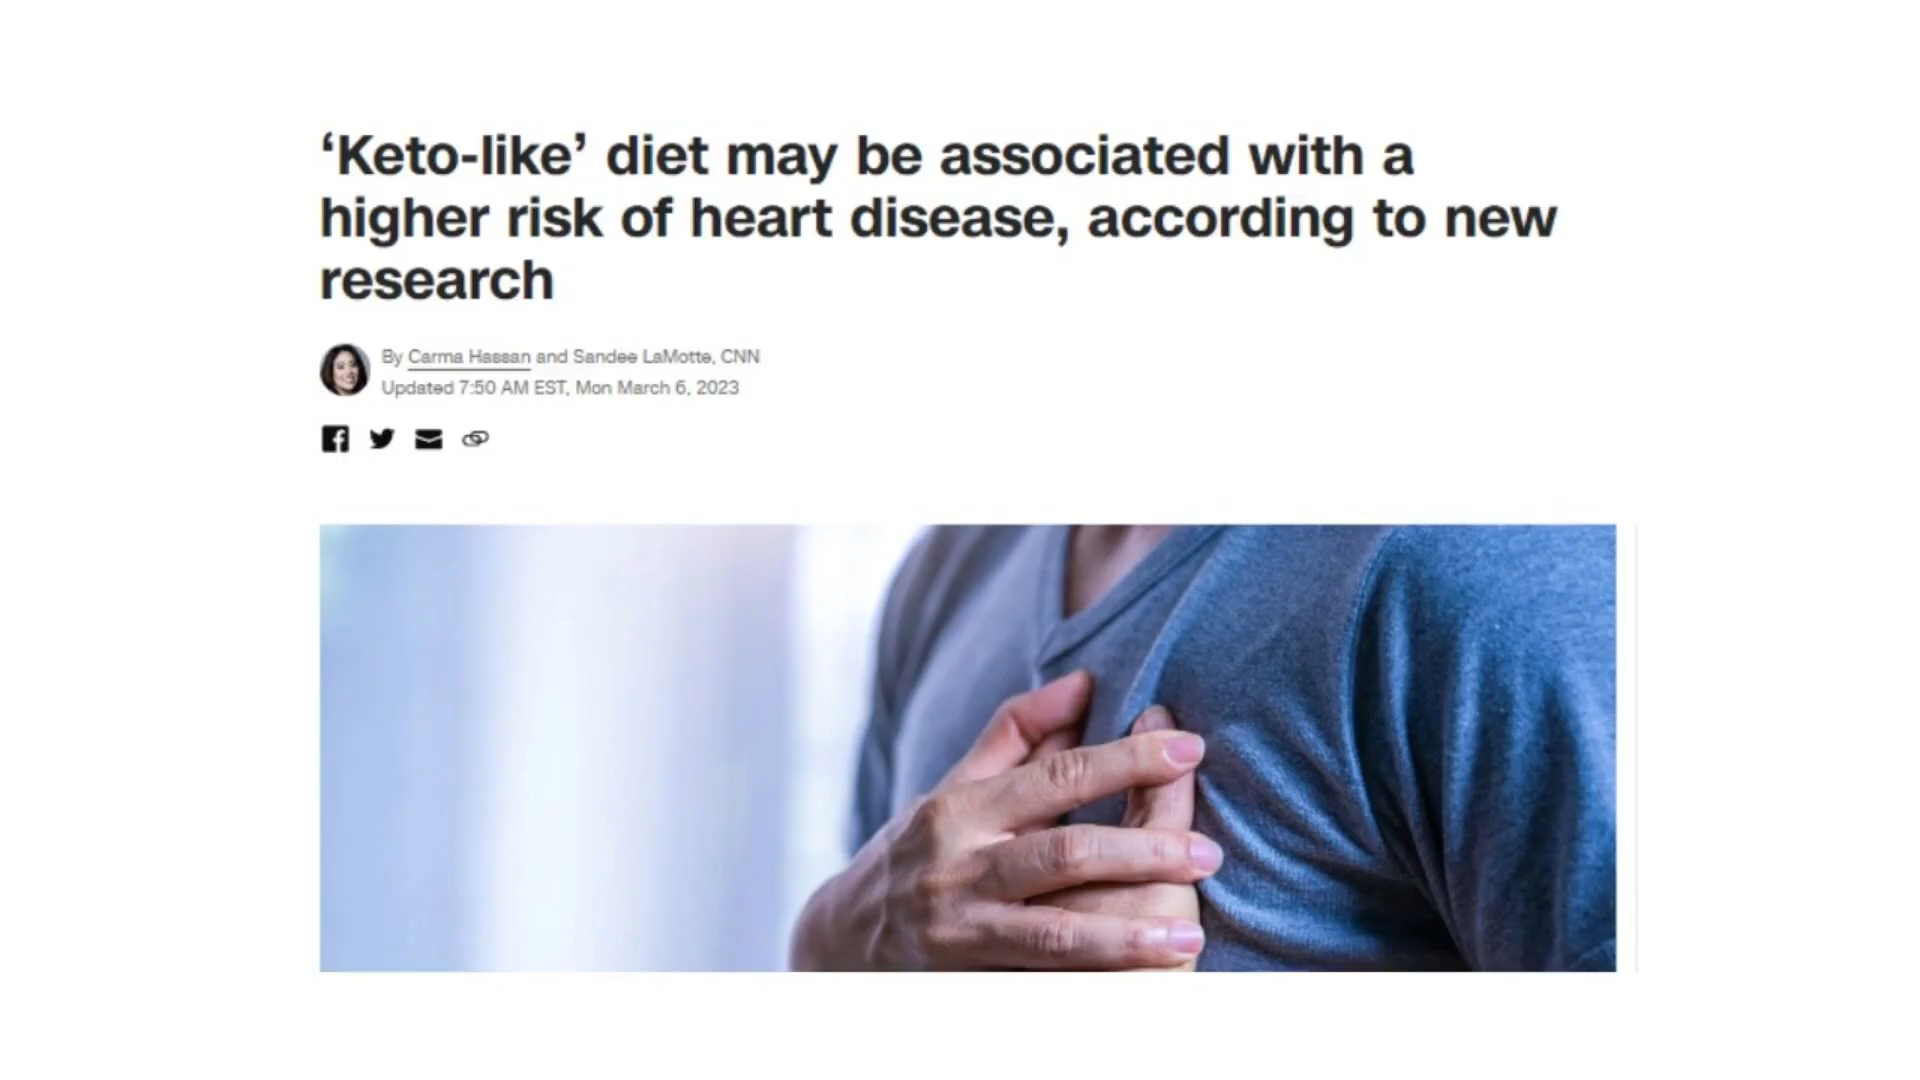 ‘Keto-like’ diet may be associated with a
higher risk of heart disease, according to new
research
By Carma Hassan and Sandee LaMotte, CNN
Updated 7:50 AM EST, Mon March 6, 2023